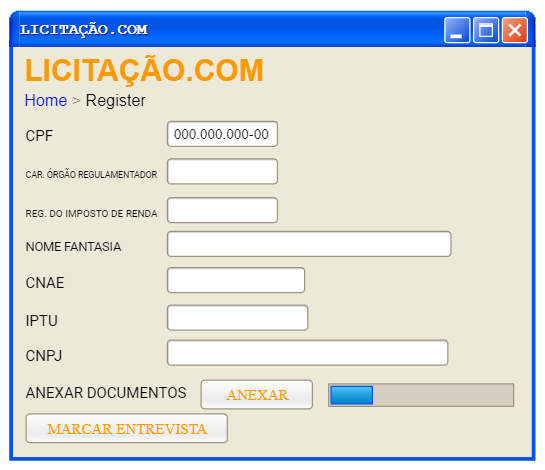 LICITAÇÃO.COM
LICITAÇÃO.COM
Home > Register
CPF 000.000.000-00
CAR. ÓRGÃO REGULAMENTADOR
REG. DO IMPOSTO DE RENDA
NOME FANTASIA
CNAE
IPTU
CNPJ
ANEXAR DOCUMENTOS ANEXAR
MARCAR ENTREVISTA